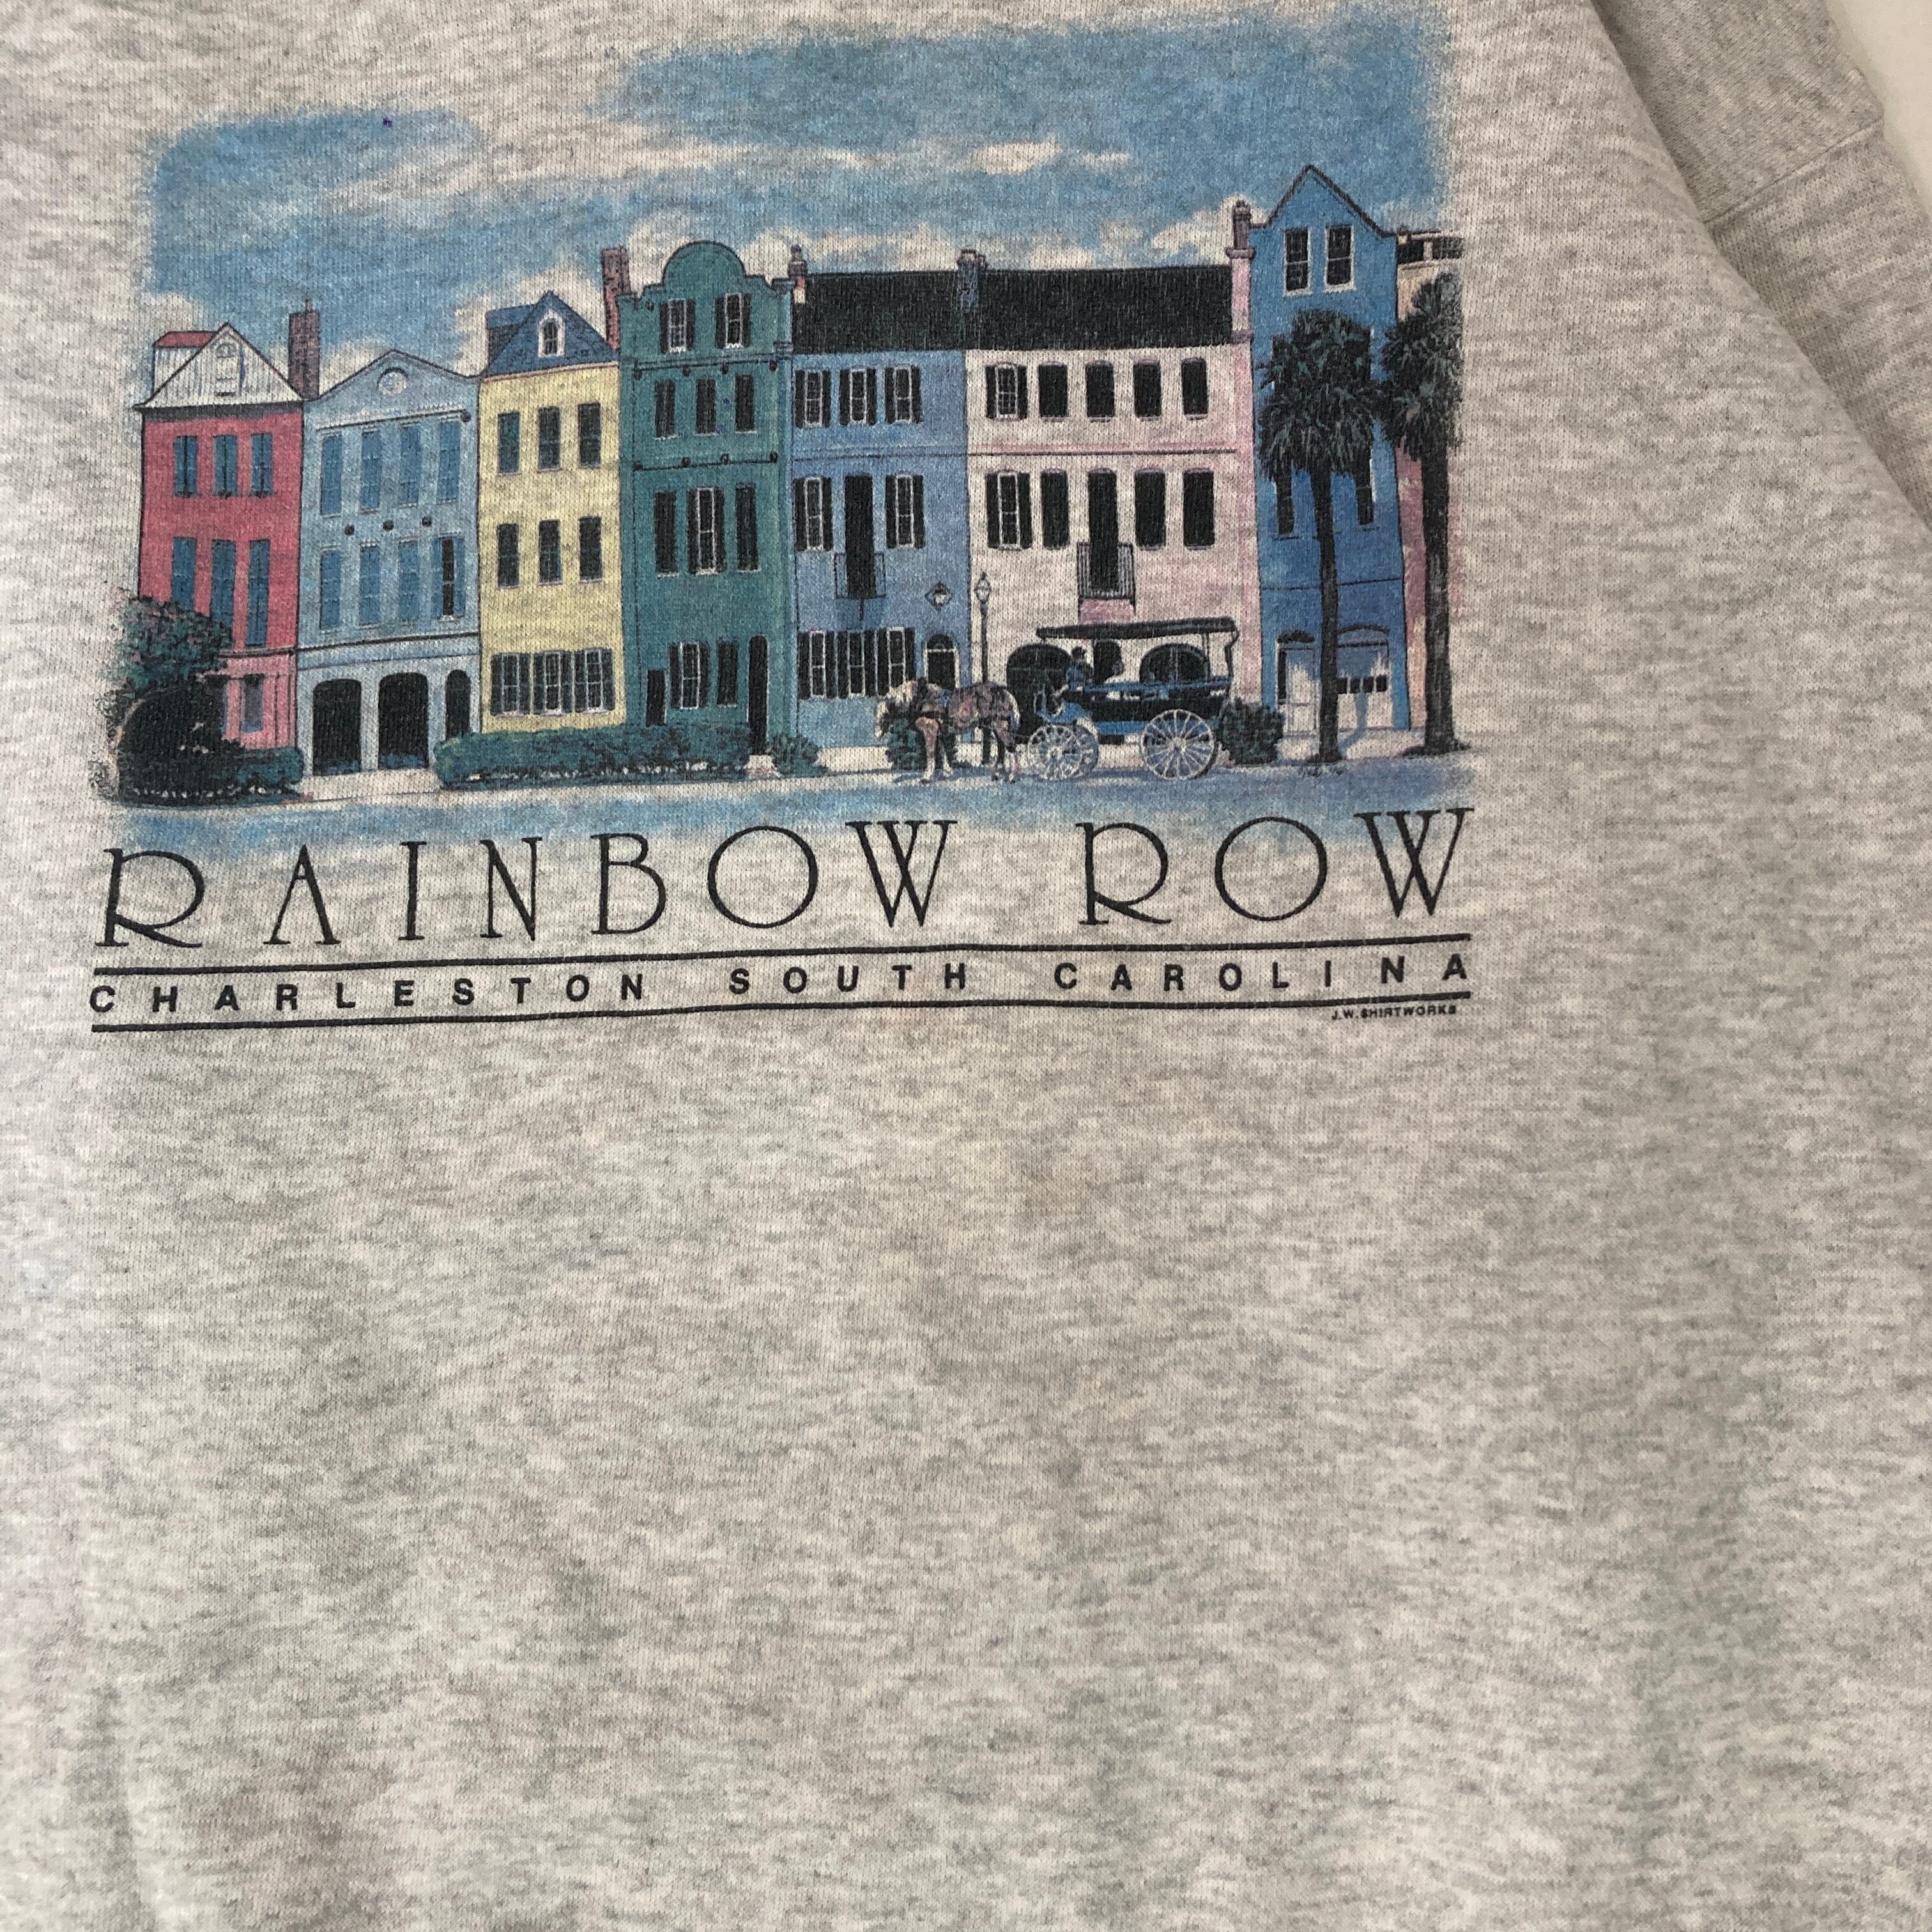 RAINBOW ROW
CHARLESTON SOUTH CAROLINA
J.W. SHIRTWORKS